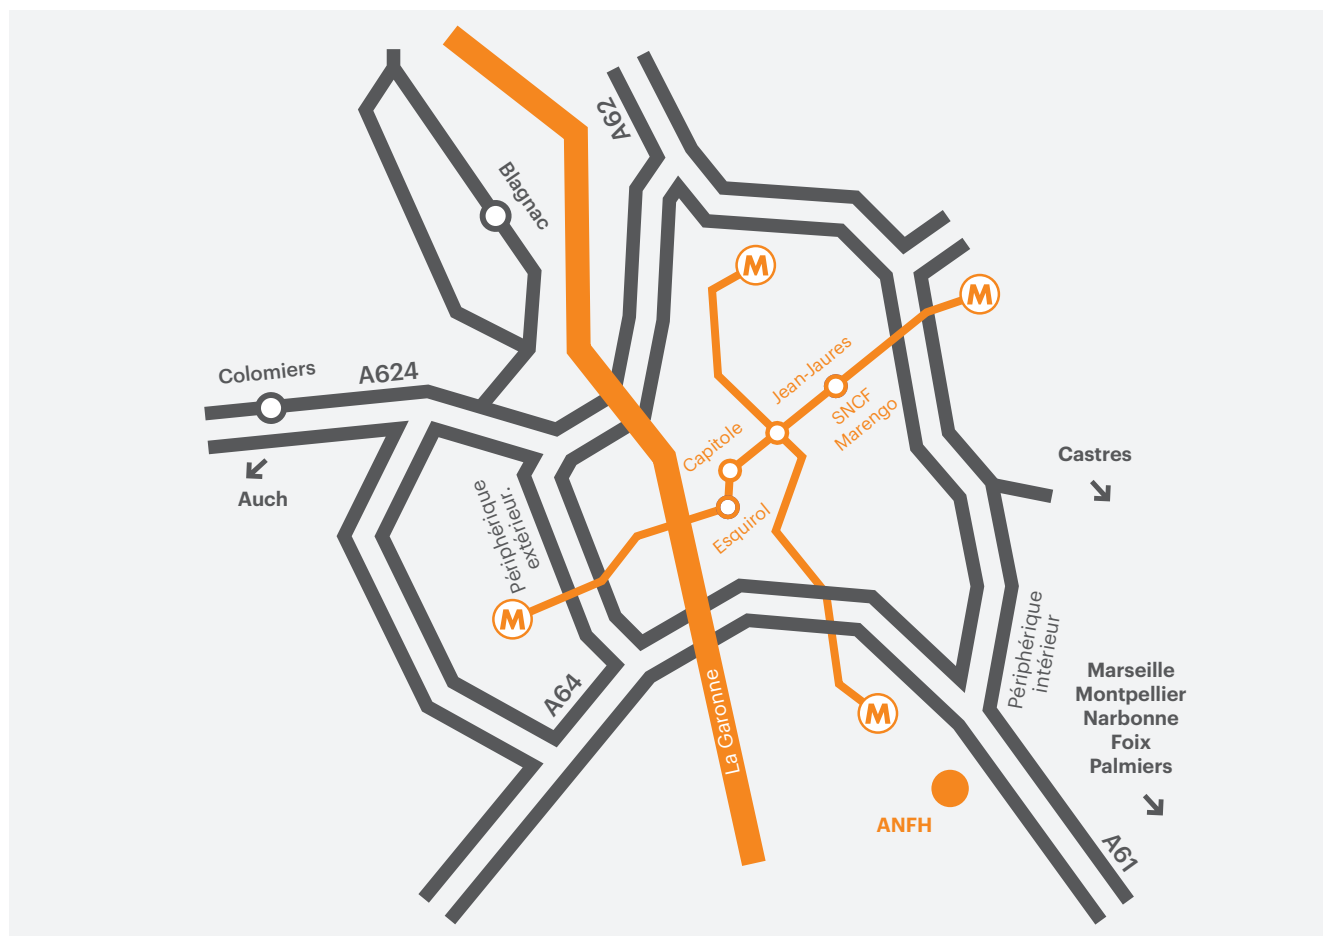 A62
Blagnac
M
M
Colomiers
A624
Jean-Jaures
SNCF
Marengo
Capitole
Castres
Auch
Périphérique
extérieur.
Esquirol
M
Périphérique
intérieur
A64
La Garonne
M
Marseille
Montpellier
Narbonne
Foix
Palmiers
ANFH
A61